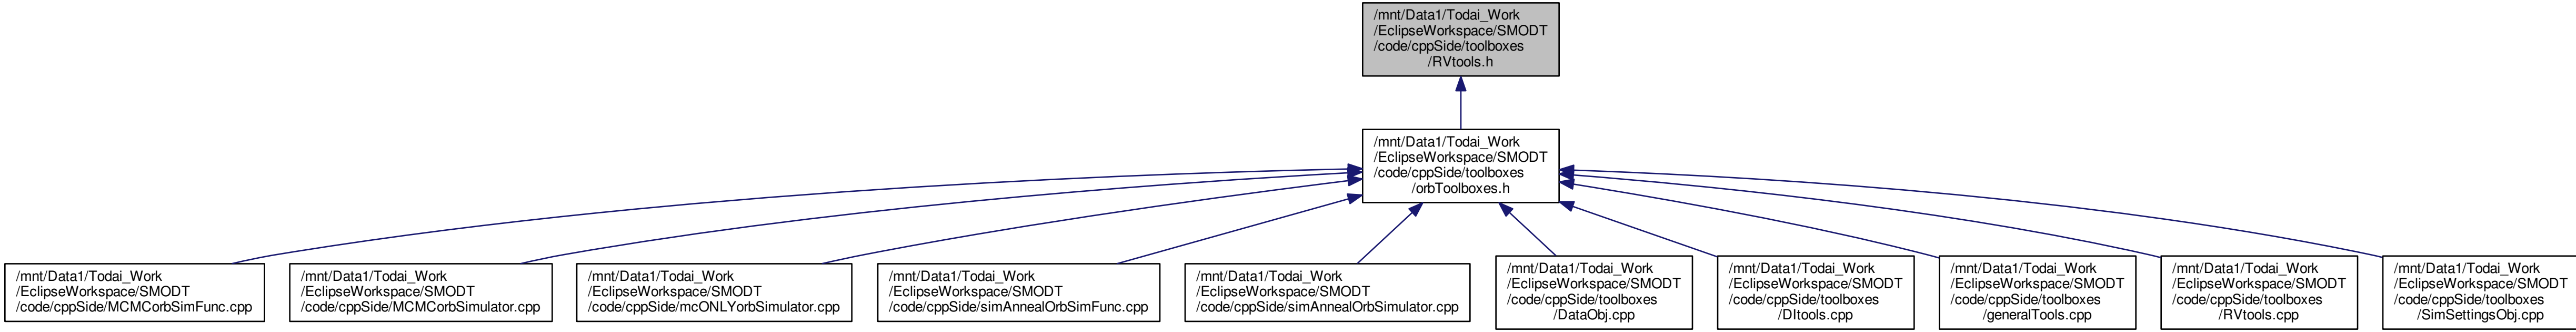 /mnt/Data1/Todai_Work
/EclipseWorkspace/SMODT
/code/cppSide/toolboxes
/RVtools.h
/mnt/Data1/Todai_Work
/EclipseWorkspace/SMODT
/code/cppSide/toolboxes
/orbToolboxes.h
/mnt/Data1/Todai_Work
/EclipseWorkspace/SMODT
/code/cppSide/MCMCorbSimFunc.cpp
/mnt/Data1/Todai_Work
/EclipseWorkspace/SMODT
/code/cppSide/MCMCorbSimulator.cpp
/mnt/Data1/Todai_Work
/EclipseWorkspace/SMODT
/code/cppSide/mcONLYorbSimulator.cpp
/mnt/Data1/Todai_Work
/EclipseWorkspace/SMODT
/code/cppSide/simAnnealOrbSimFunc.cpp
/mnt/Data1/Todai_Work
/EclipseWorkspace/SMODT
/code/cppSide/simAnnealOrbSimulator.cpp
/mnt/Data1/Todai_Work
/EclipseWorkspace/SMODT
/code/cppSide/toolboxes
/DataObj.cpp
/mnt/Data1/Todai_Work
/EclipseWorkspace/SMODT
/code/cppSide/toolboxes
/DItools.cpp
/mnt/Data1/Todai_Work
/EclipseWorkspace/SMODT
/code/cppSide/toolboxes
/generalTools.cpp
/mnt/Data1/Todai_Work
/EclipseWorkspace/SMODT
/code/cppSide/toolboxes
/RVtools.cpp
/mnt/Data1/Todai_Work
/EclipseWorkspace/SMODT
/code/cppSide/toolboxes
/SimSettingsObj.cpp